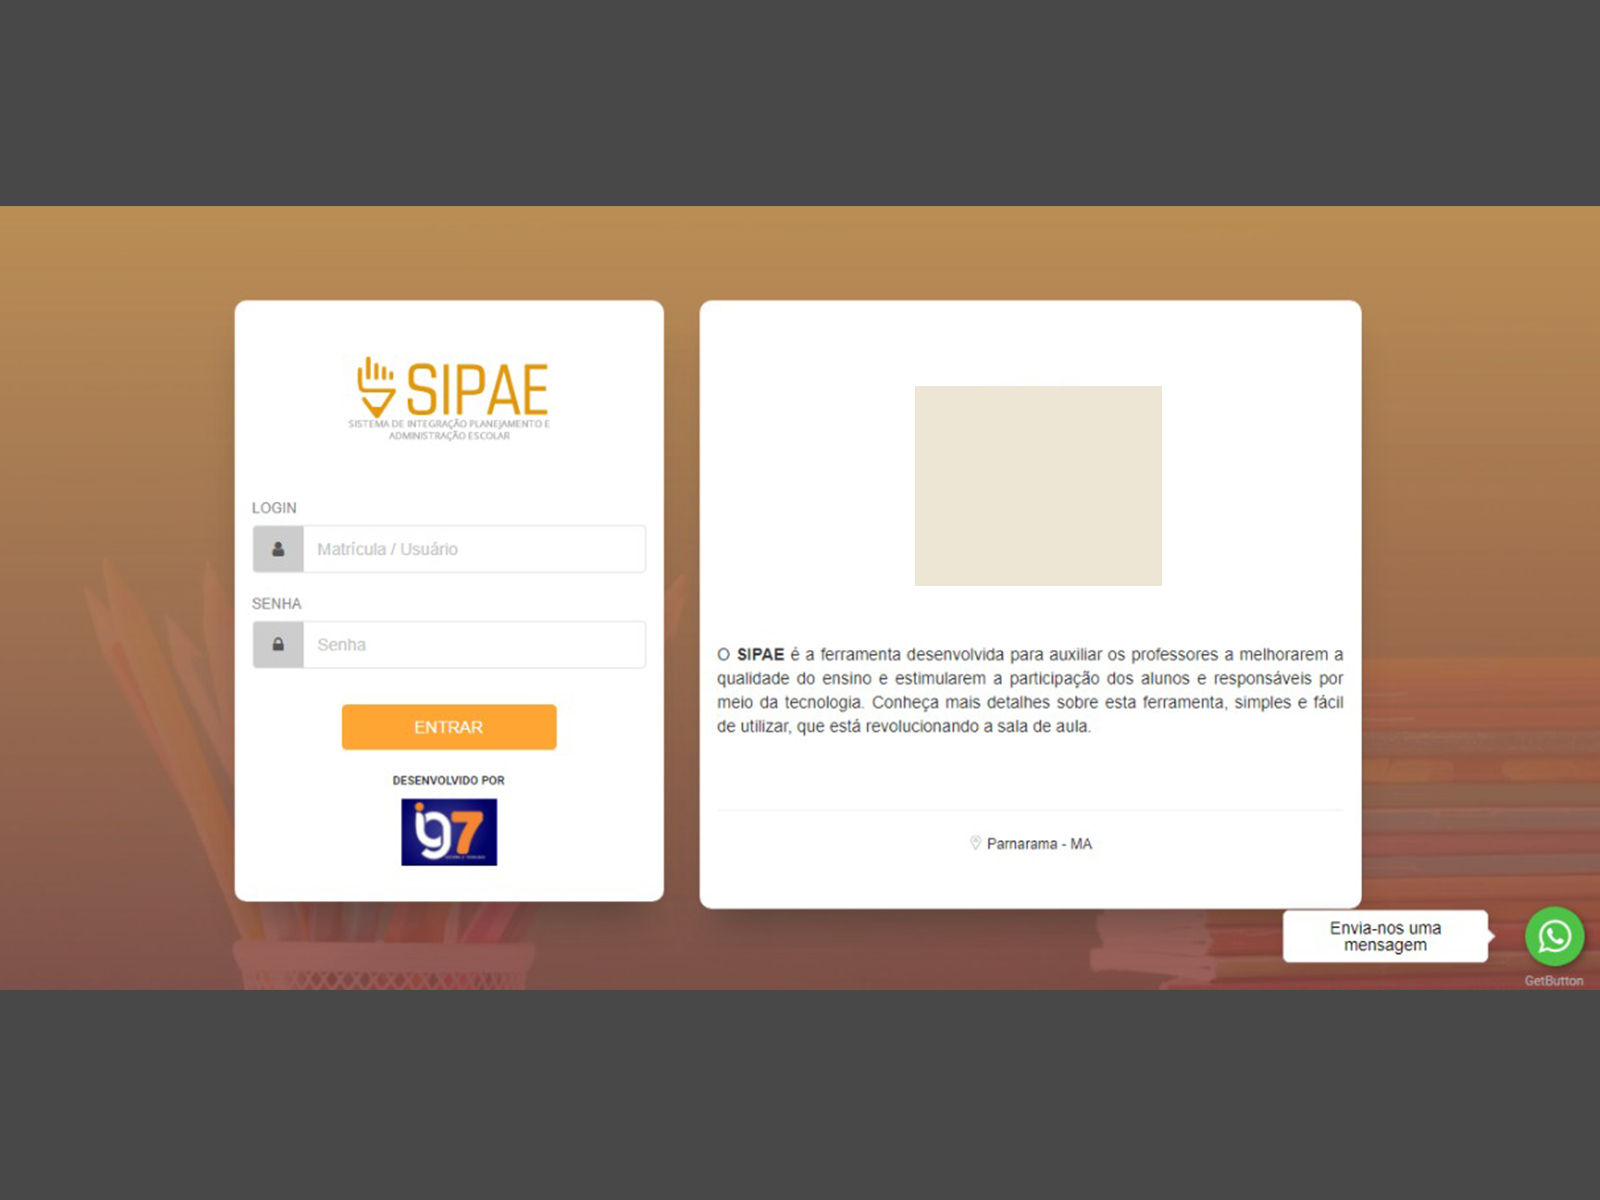 SIPAE
SISTEMA DE INTEGRAÇÃO PLANEJAMENTO E
ADMINISTRAÇÃO ESCOLAR
LOGIN
Matrícula / Usuário
SENHA
Senha
ENTRAR
DESENVOLVIDO POR
ig7
O SIPAE é a ferramenta desenvolvida para auxiliar os professores a melhorarem a
qualidade do ensino e estimularem a participação dos alunos e responsáveis por
meio da tecnologia. Conheça mais detalhes sobre esta ferramenta, simples e fácil
de utilizar, que está revolucionando a sala de aula.
Parnarama - MA
Envia-nos uma
mensagem
GetButton